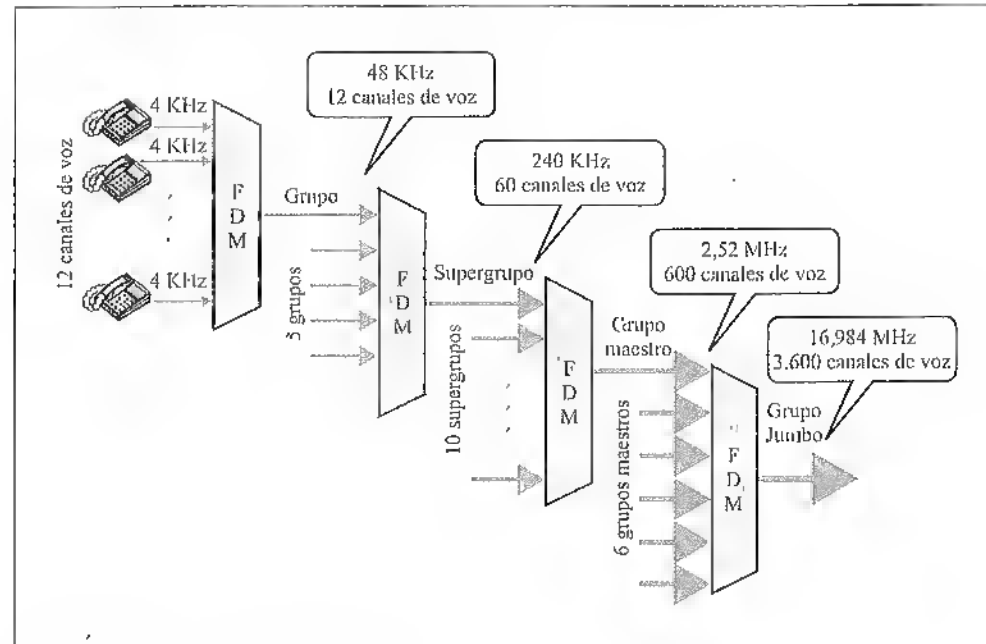 48 KHz
12 canales de voz
4 KHz
4 KHz
4 KHz
12 canales de voz
F
D
M
Grupo
240 KHz
60 canales de voz
5 grupos
F
D
M
Supergrupo
2,52 MHz
600 canales de voz
10 supergrupos
F
D
M
Grupo
maestro
16,984 MHz
3.600 canales de voz
6 grupos maestros
F
D
M
Grupo
Jumbo